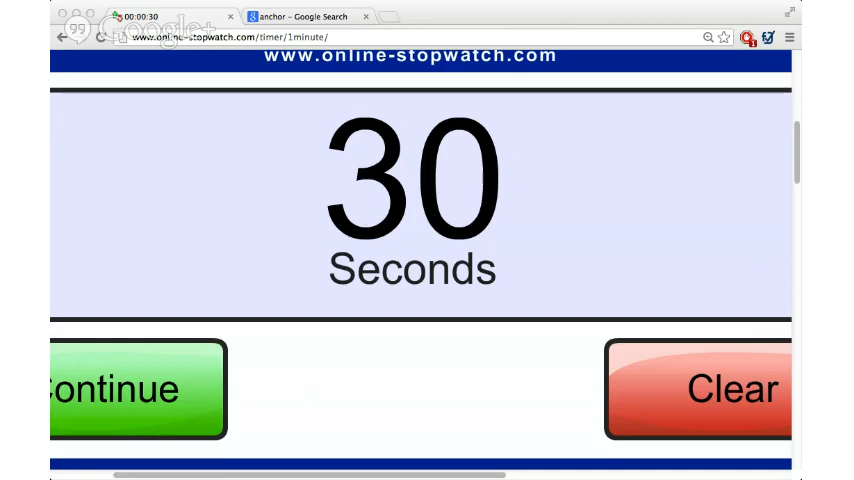 00:00:30
anchor - Google Search
Google+
www.online-stopwatch.com/timer/1minute/
www.online-stopwatch.com
30
Seconds
Continue
Clear